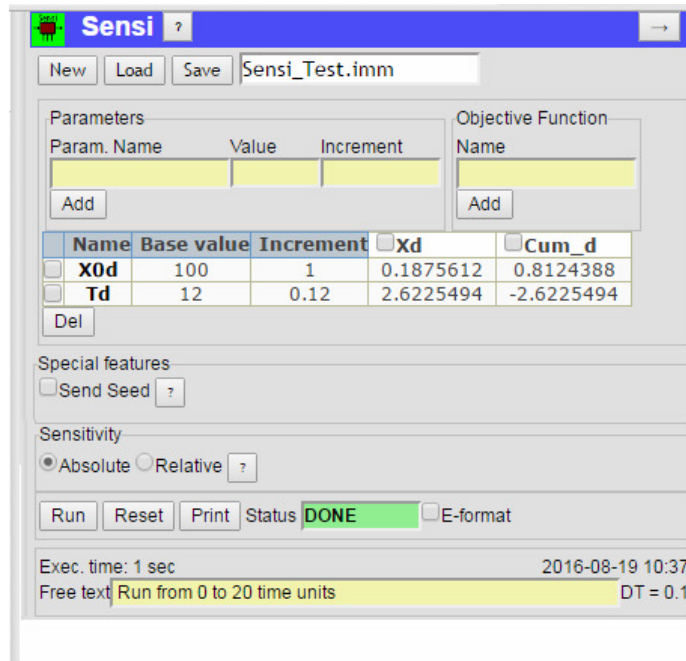 Sensi Sensi ?
→
New Load Save Sensi_Test.imm
Parameters Objective Function
Param. Name Value Increment Name
Add Add
Name Base value Increment Xd Cum_d
X0d 100 1 0.1875612 0.8124388
Td 12 0.12 2.6225494 -2.6225494
Del
Special features
Send Seed ?
Sensitivity
Absolute Relative ?
Run Reset Print Status DONE E-format
Exec. time: 1 sec 2016-08-19 10:37
Free text Run from 0 to 20 time units DT = 0.1